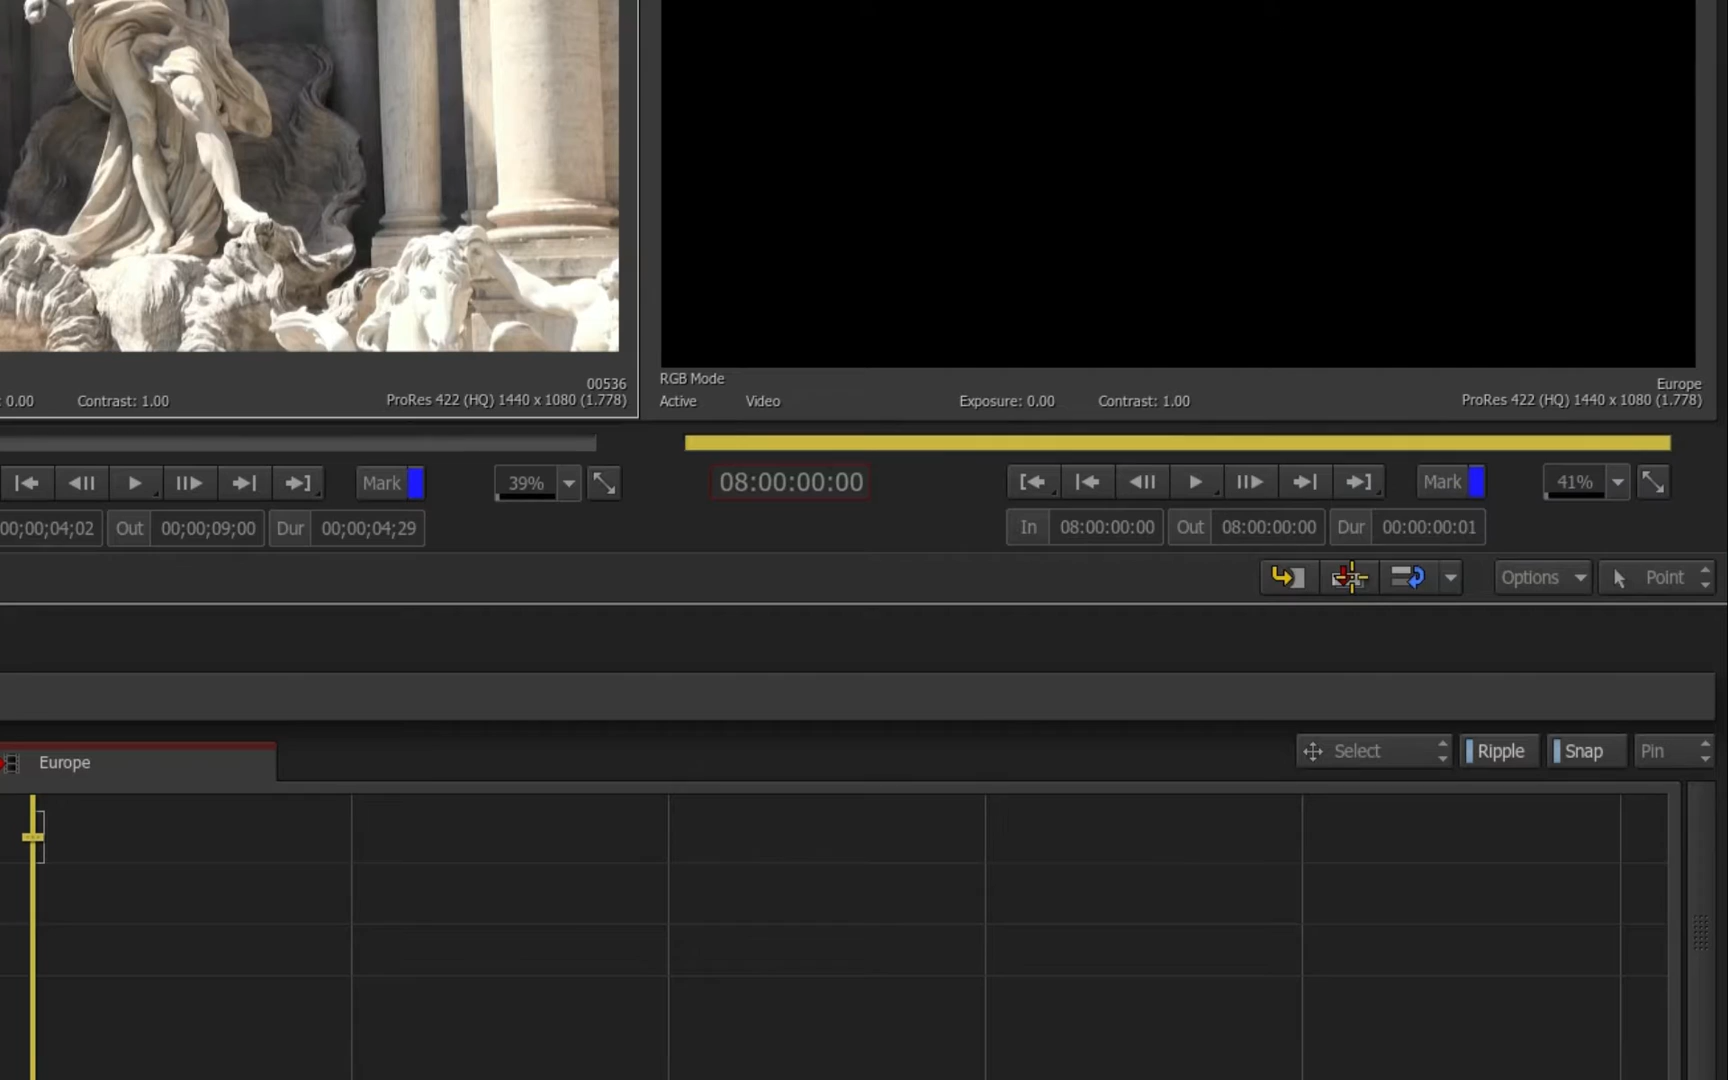 00536
: 0.00 Contrast: 1.00 ProRes 422 (HQ) 1440 x 1080 (1.778)
RGB Mode
Europe
Active Video Exposure: 0.00 Contrast: 1.00 ProRes 422 (HQ) 1440 x 1080 (1.778)
Mark 39% 08:00:00:00 Mark 41%
00;00;04;02 Out 00;00;09;00 Dur 00;00;04;29 In 08:00:00:00 Out 08:00:00:00 Dur 00:00:00:01
Options Point
Select Ripple Snap Pin
Europe